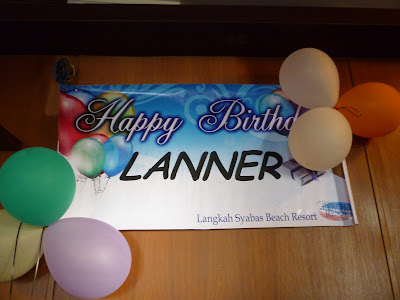 Happy Birthd
LANNER
Langkah Syabas Beach Resort